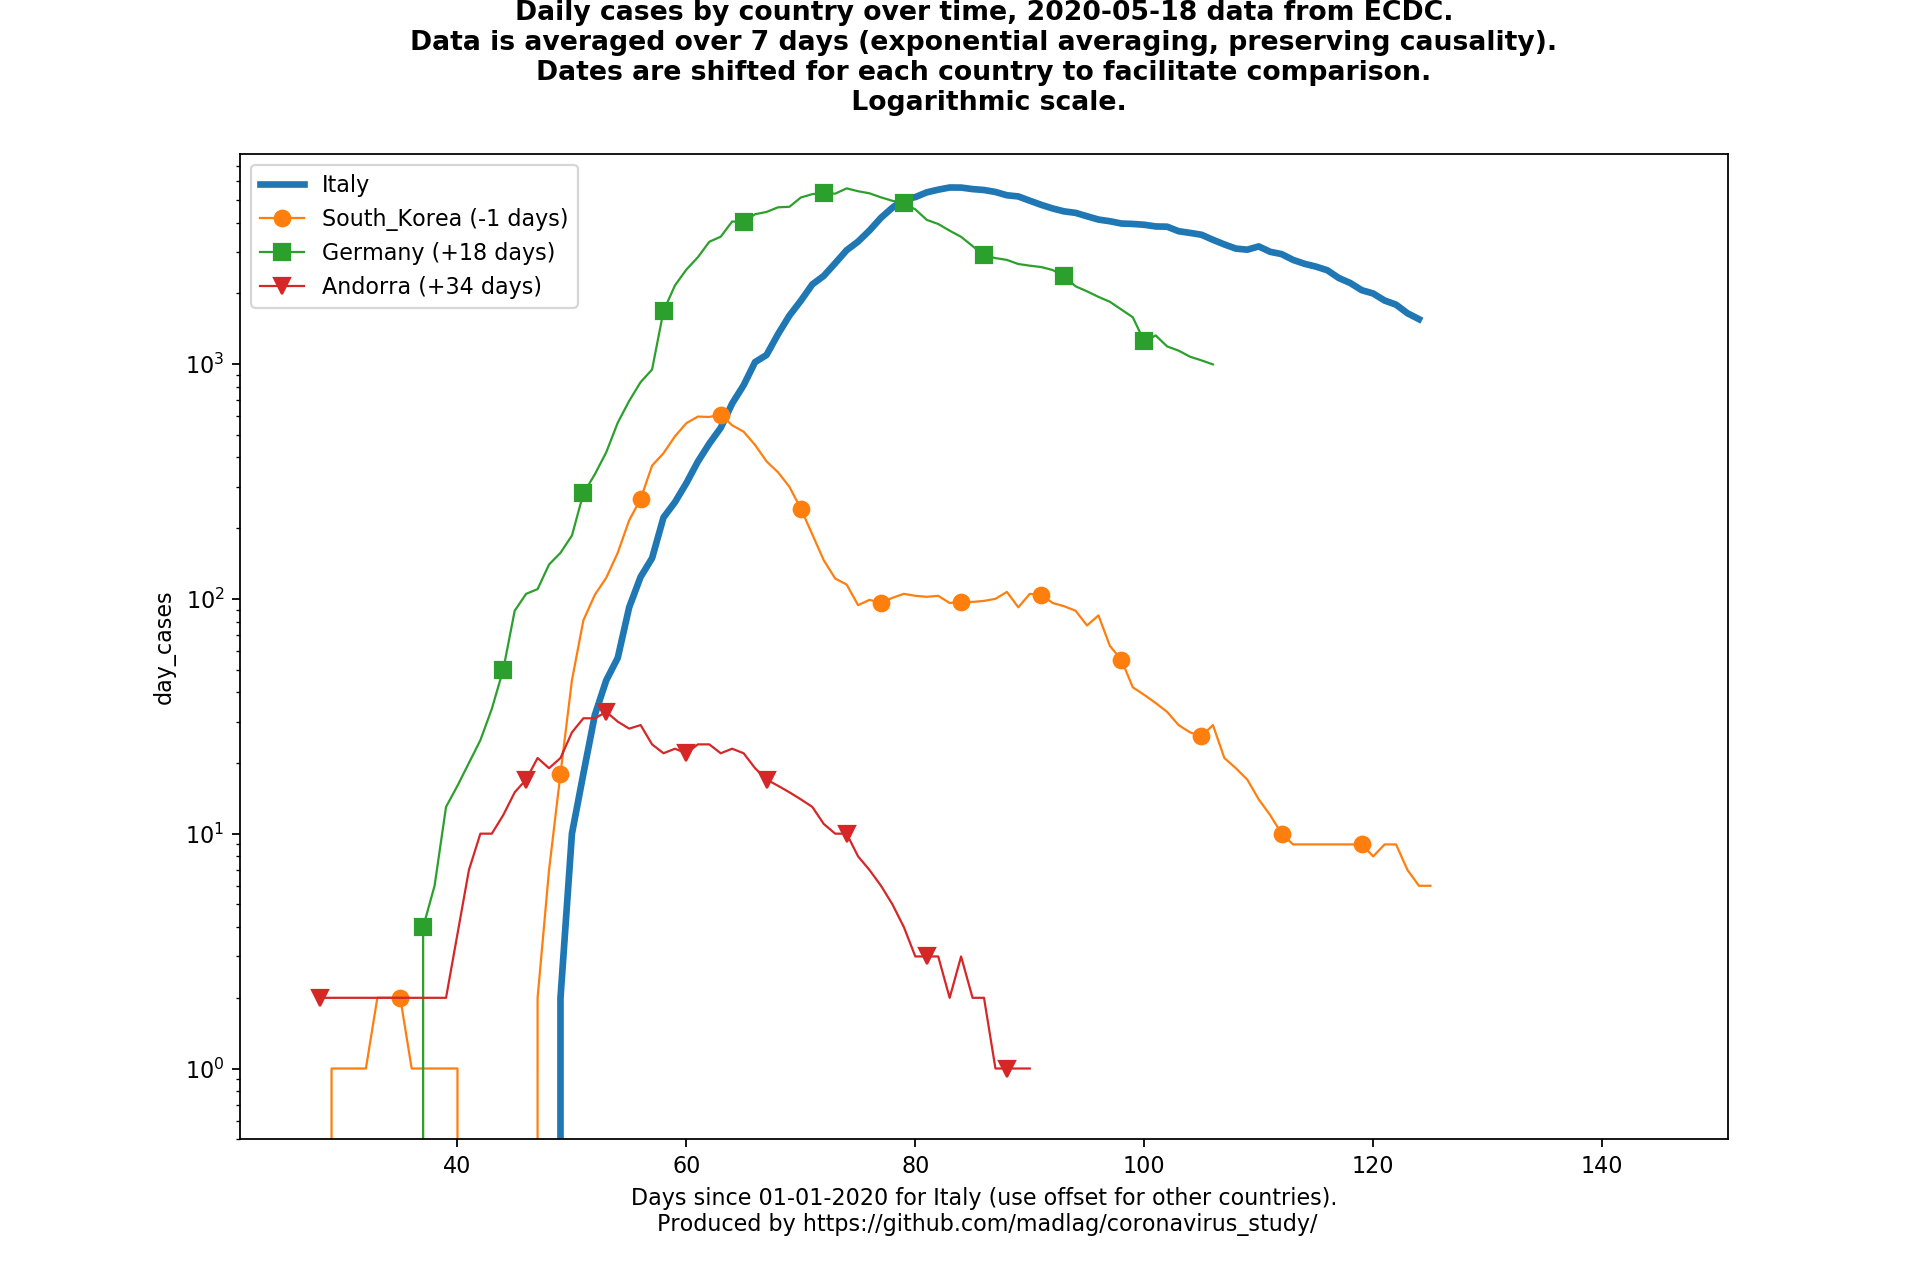 Daily cases by country over time, 2020-05-18 data from ECDC.
Data is averaged over 7 days (exponential averaging, preserving causality).
Dates are shifted for each country to facilitate comparison.
Logarithmic scale.
Italy
South_Korea (-1 days)
Germany (+18 days)
Andorra (+34 days)
10³
10²
10¹
10⁰
day_cases
40 60 80 100 120 140
Days since 01-01-2020 for Italy (use offset for other countries).
Produced by https://github.com/madlag/coronavirus_study/